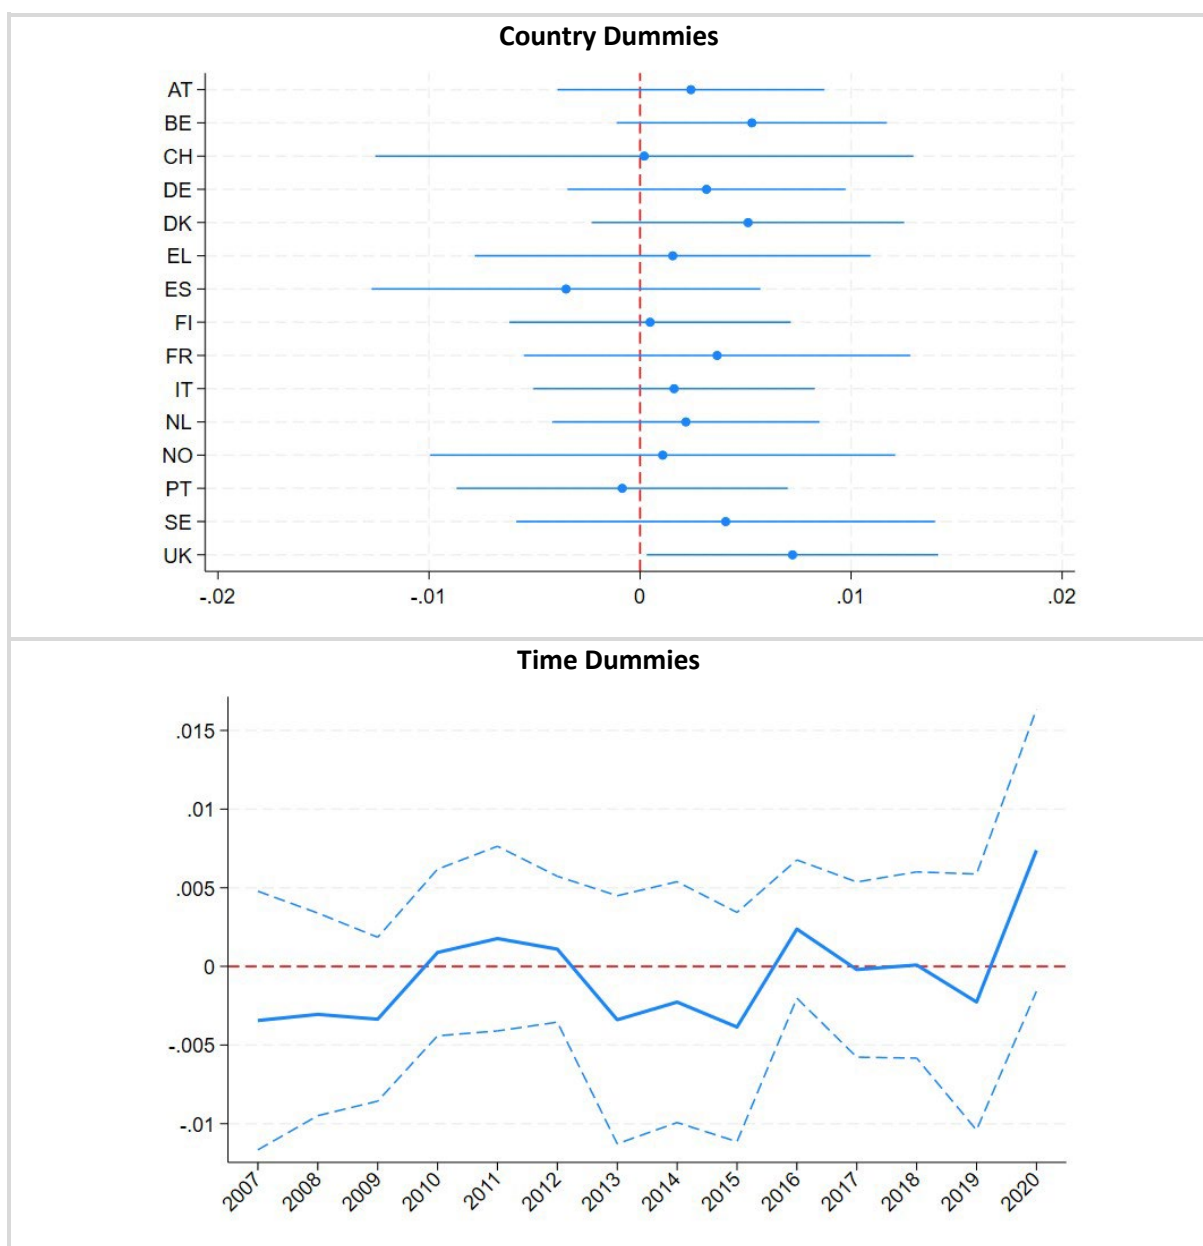 Country Dummies
AT
BE
CH
DE
DK
EL
ES
FI
FR
IT
NL
NO
PT
SE
UK
-.02 -.01 0 .01 .02
Time Dummies
.015
.01
.005
0
-.005
-.01
2007 2008 2009 2010 2011 2012 2013 2014 2015 2016 2017 2018 2019 2020